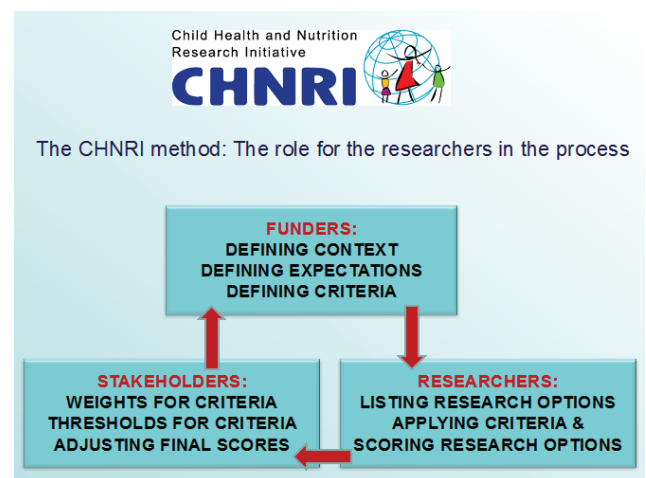 Child Health and Nutrition
Research Initiative
CHNRI
The CHNRI method: The role for the researchers in the process
FUNDERS:
DEFINING CONTEXT
DEFINING EXPECTATIONS
DEFINING CRITERIA
STAKEHOLDERS:
WEIGHTS FOR CRITERIA
THRESHOLDS FOR CRITERIA
ADJUSTING FINAL SCORES
RESEARCHERS:
LISTING RESEARCH OPTIONS
APPLYING CRITERIA &
SCORING RESEARCH OPTIONS